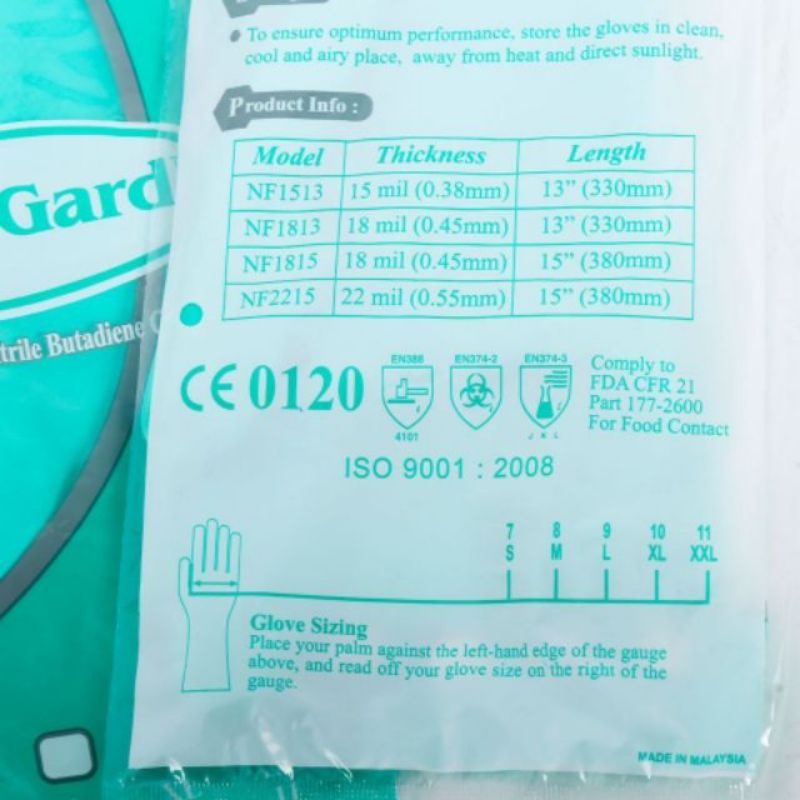 To ensure optimum performance, store the gloves in clean,
cool and airy place, away from heat and direct sunlight.
Product Info :
Model Thickness Length
NF1513 15 mil (0.38mm) 13” (330mm)
NF1813 18 mil (0.45mm) 13” (330mm)
NF1815 18 mil (0.45mm) 15” (380mm)
NF2215 22 mil (0.55mm) 15” (380mm)
Gard
Butadiene
CE 0120
EN388 EN374-2 EN374-3
4101
J K L
Comply to
FDA CFR 21
Part 177-2600
For Food Contact
ISO 9001 : 2008
7 8 9 10 11
S M L XL XXL
Glove Sizing
Place your palm against the left-hand edge of the gauge
above, and read off your glove size on the right of the
gauge.
MADE IN MALAYSIA